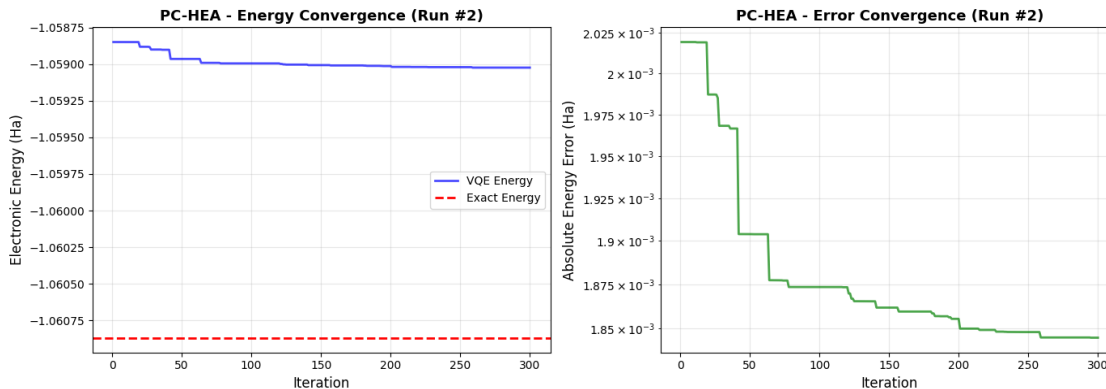 PC-HEA - Energy Convergence (Run #2)
Electronic Energy (Ha)
−1.05875
−1.05900
−1.05925
−1.05950
−1.05975
−1.06000
−1.06025
−1.06050
−1.06075
VQE Energy
Exact Energy
0 50 100 150 200 250 300
Iteration
PC-HEA - Error Convergence (Run #2)
Absolute Energy Error (Ha)
2.025 × 10⁻³
2 × 10⁻³
1.975 × 10⁻³
1.95 × 10⁻³
1.925 × 10⁻³
1.9 × 10⁻³
1.875 × 10⁻³
1.85 × 10⁻³
0 50 100 150 200 250 300
Iteration